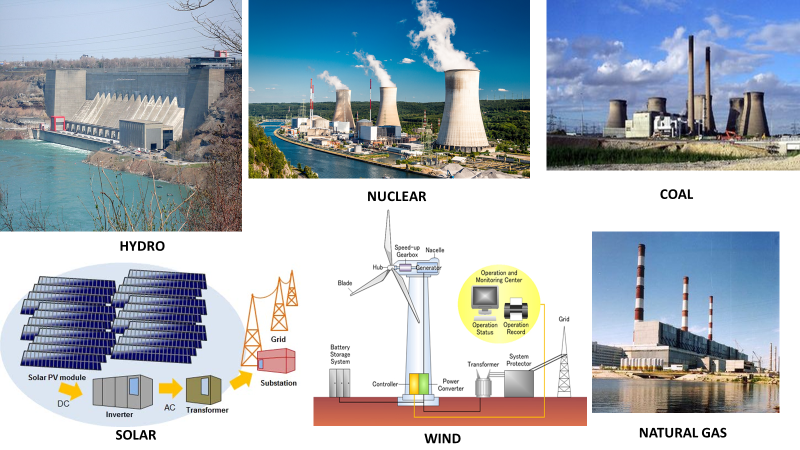 HYDRO
NUCLEAR
COAL
Solar PV module
DC
Inverter
AC
Transformer
Grid
Substation
SOLAR
Speed-up
Gearbox
Nacelle
Hub
Generator
Blade
Operation and
Monitoring Center
Operation
Status
Operation
Record
Grid
Battery
Storage
System
Transformer
System
Protector
Controller
Power
Converter
WIND
NATURAL GAS